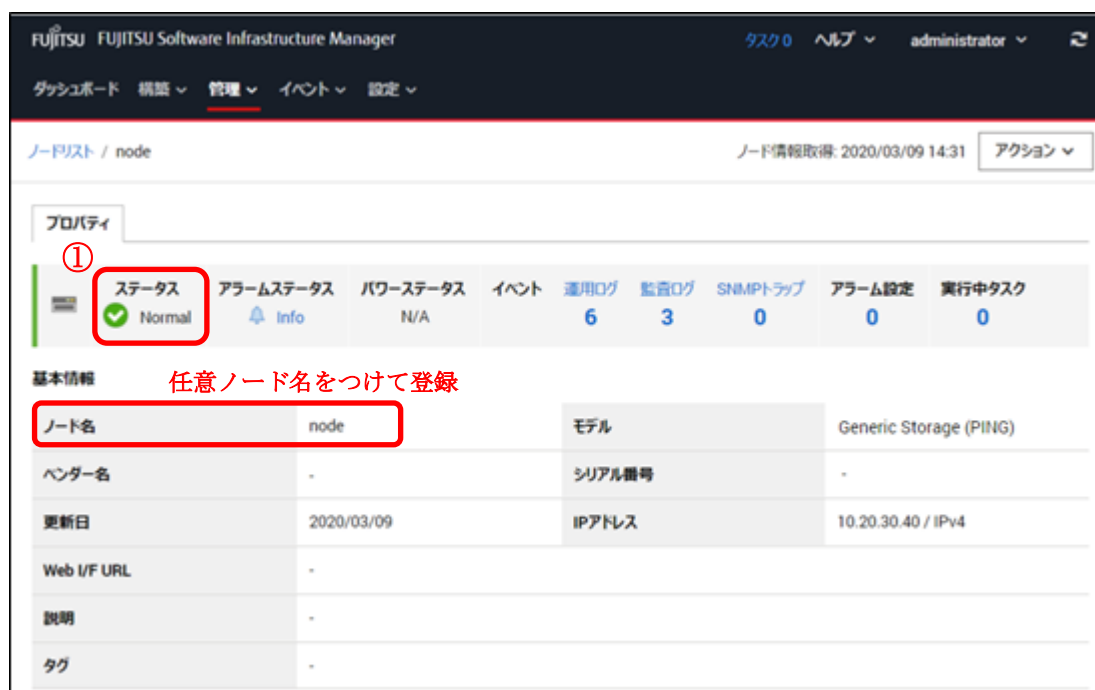 FUJITSU FUJITSU Software Infrastructure Manager タスク 0 ヘルプ administrator
ダッシュボード 構築 管理 イベント 設定
ノードリスト / node ノード情報取得: 2020/03/09 14:31 アクション
プロパティ
①
ステータス アラームステータス パワーステータス イベント 運用ログ 監査ログ SNMPトラップ アラーム設定 実行中タスク
Normal Info N/A 6 3 0 0 0
基本情報 任意ノード名をつけて登録
ノード名 node モデル Generic Storage (PING)
ベンダー名 - シリアル番号 -
更新日 2020/03/09 IPアドレス 10.20.30.40 / IPv4
Web I/F URL -
説明 -
タグ -